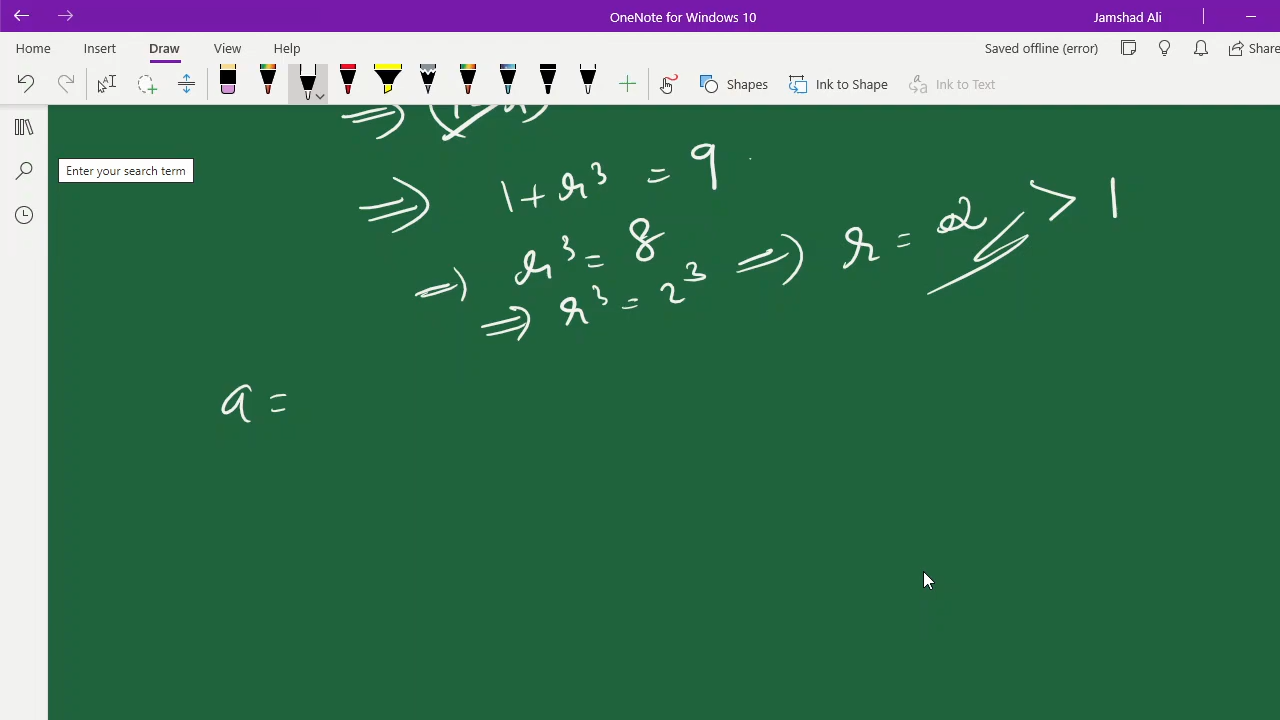 OneNote for Windows 10
Jamshad Ali
Home Insert Draw View Help
Saved offline (error)
Share
Shapes
Ink to Shape
Ink to Text
Enter your search term
⇒ 1 + r³ = 9
⇒ r³ = 8
⇒ r³ = 2³ ⇒ r = 2 > 1
a =